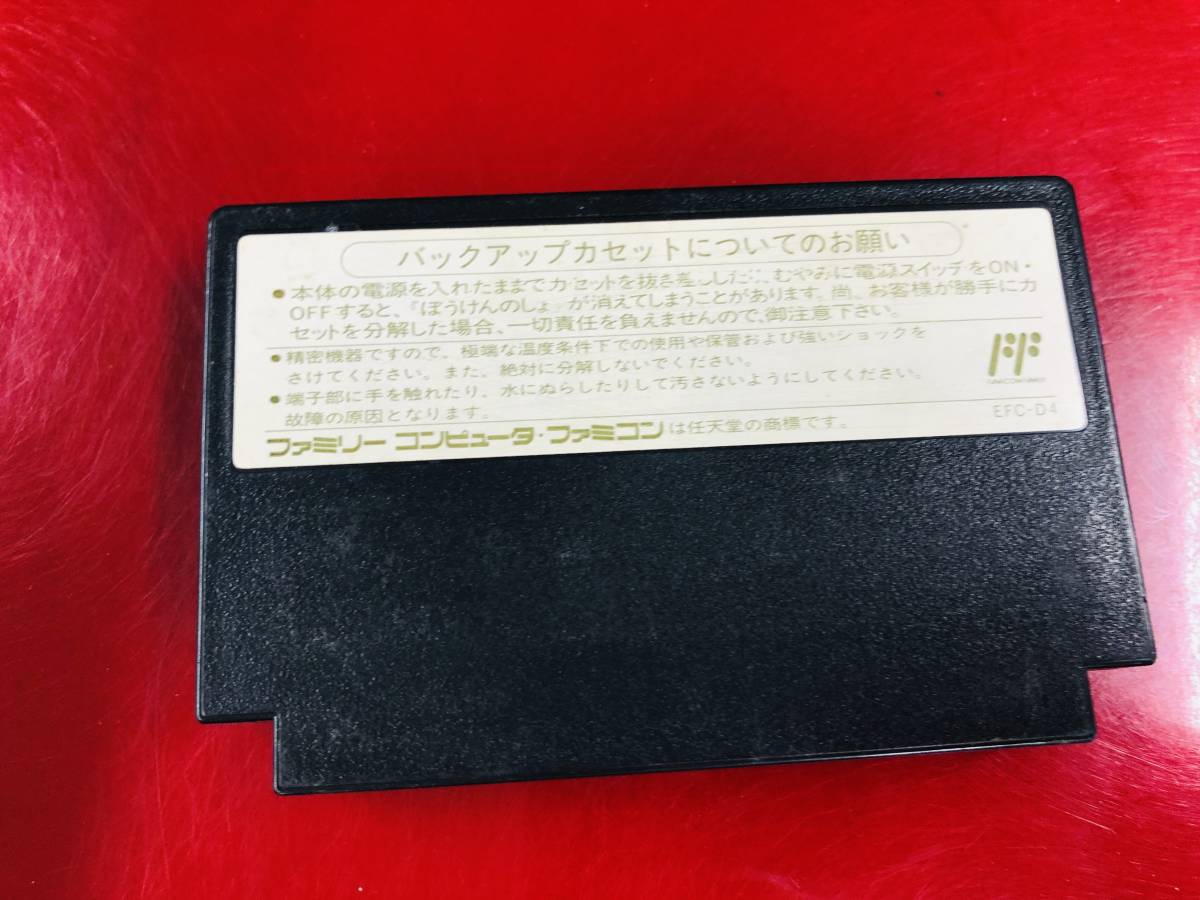 バックアップカセットについてのお願い
●本体の電源を入れたままでカセットを抜き差ししたり、むやみに電源スイッチをON・
OFFすると、『ぼうけんのしょ』が消えてしまうことがあります。尚、お客様が勝手にカ
セットを分解した場合、一切責任を負えませんので、御注意下さい。
●精密機器ですので、極端な温度条件下での使用や保管および強いショックを
さけてください。また、絶対に分解しないでください。
●端子部に手を触れたり、水にぬらしたりして汚さないようにしてください。
故障の原因となります。
EFC-D4
ファミリー コンピュータ・ファミコンは任天堂の商標です。